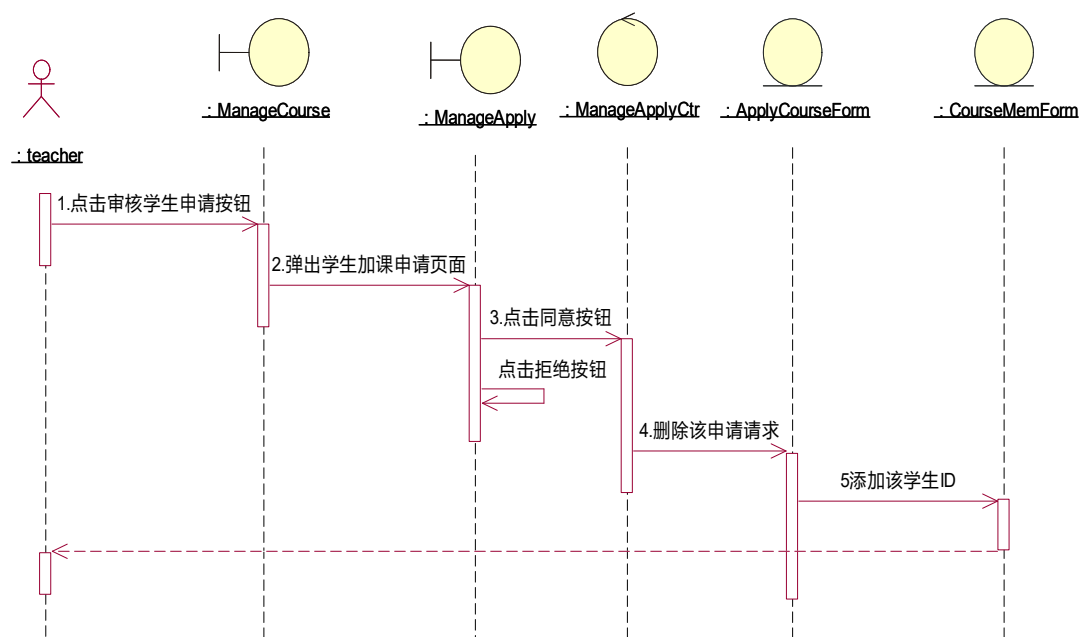 : ManageCourse
: ManageApply
: ManageApplyCtr
: ApplyCourseForm
: CourseMemForm
: teacher
1.点击审核学生申请按钮
2.弹出学生加课申请页面
3.点击同意按钮
点击拒绝按钮
4.删除该申请请求
5添加该学生ID